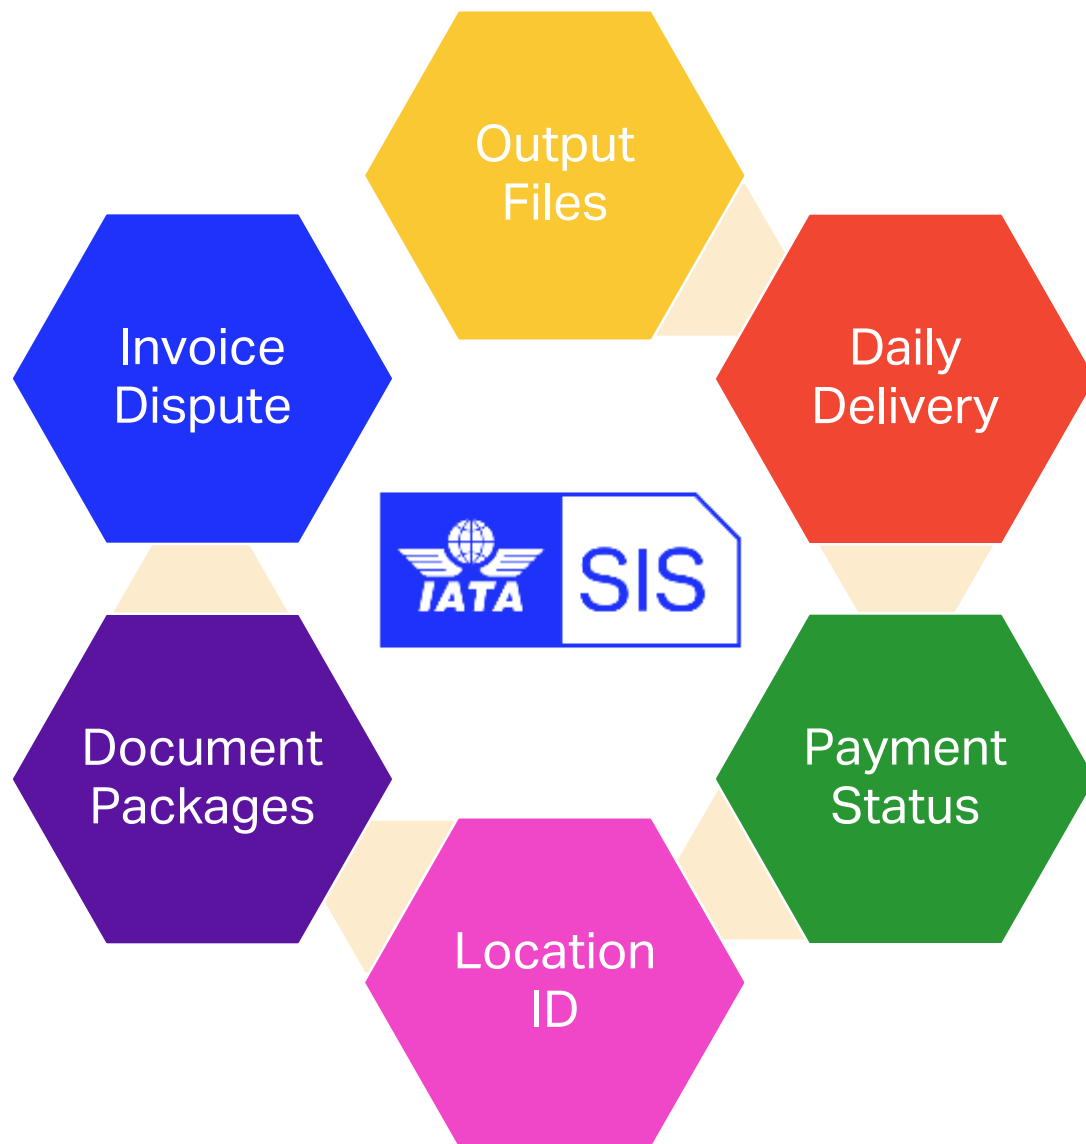 Output
Files
Daily
Delivery
Payment
Status
Location
ID
Document
Packages
Invoice
Dispute
IATA
SIS